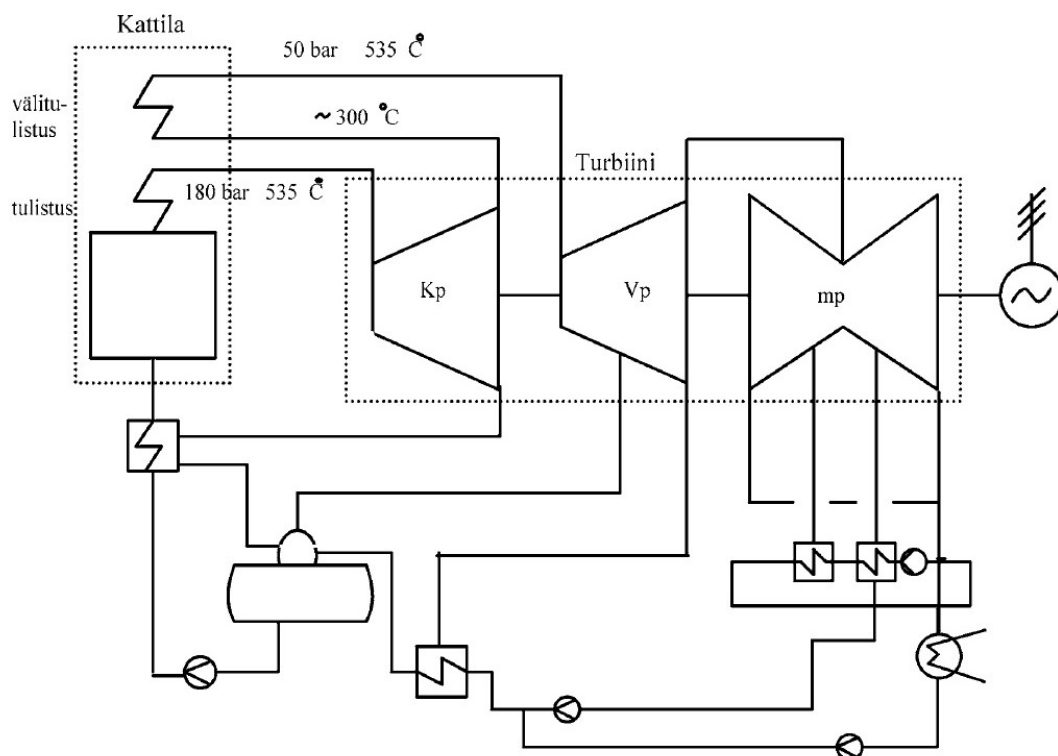 Kattila
50 bar 535 °C
välitu-
listus
~ 300 °C
Turbiini
180 bar 535 °C
tulistus
Kp
Vp
mp